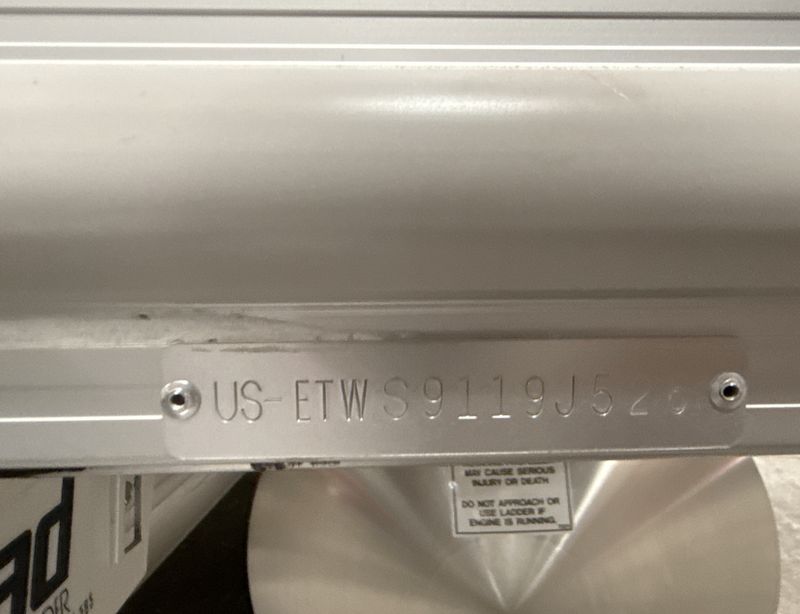 US-ETWS9119J526
MAY CAUSE SERIOUS
INJURY OR DEATH
DO NOT APPROACH OR
USE LADDER IF
ENGINE IS RUNNING.